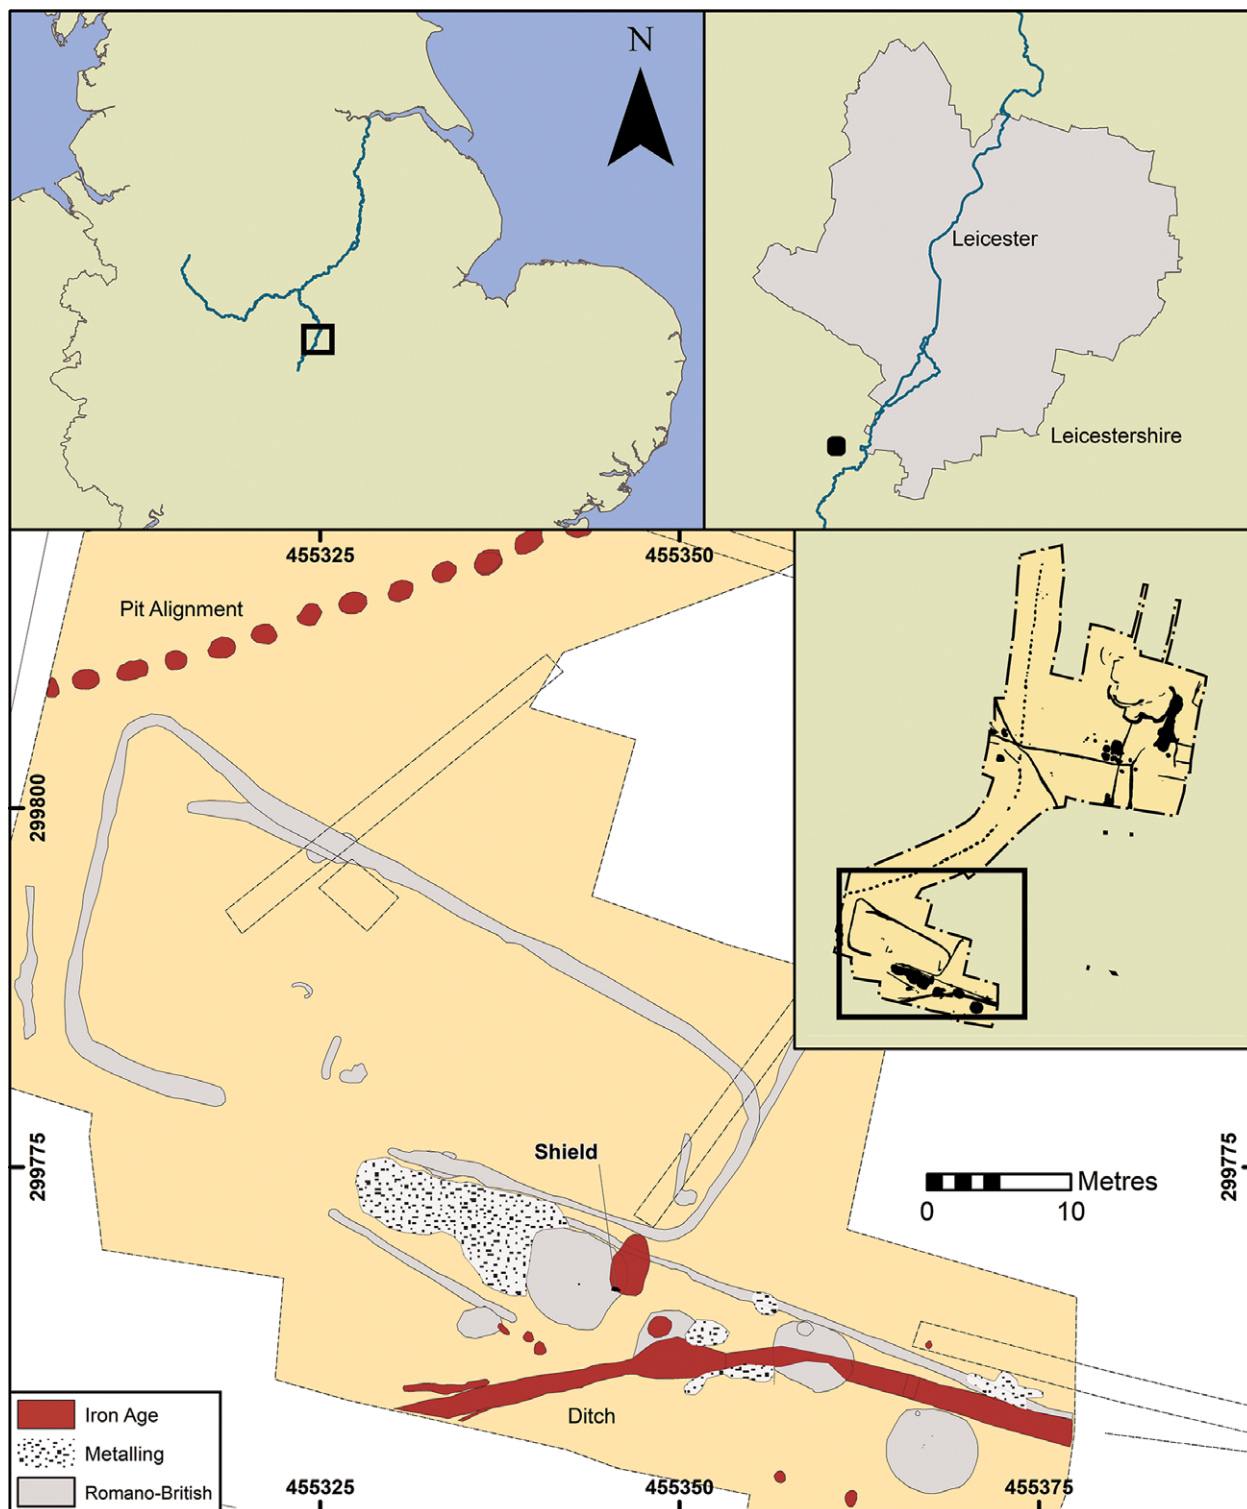 N
Leicester
Leicestershire
455325
455350
Pit Alignment
299800
299775
Shield
299775
Metres
0
10
Ditch
Iron Age
Metalling
Romano-British
455325
455350
455375